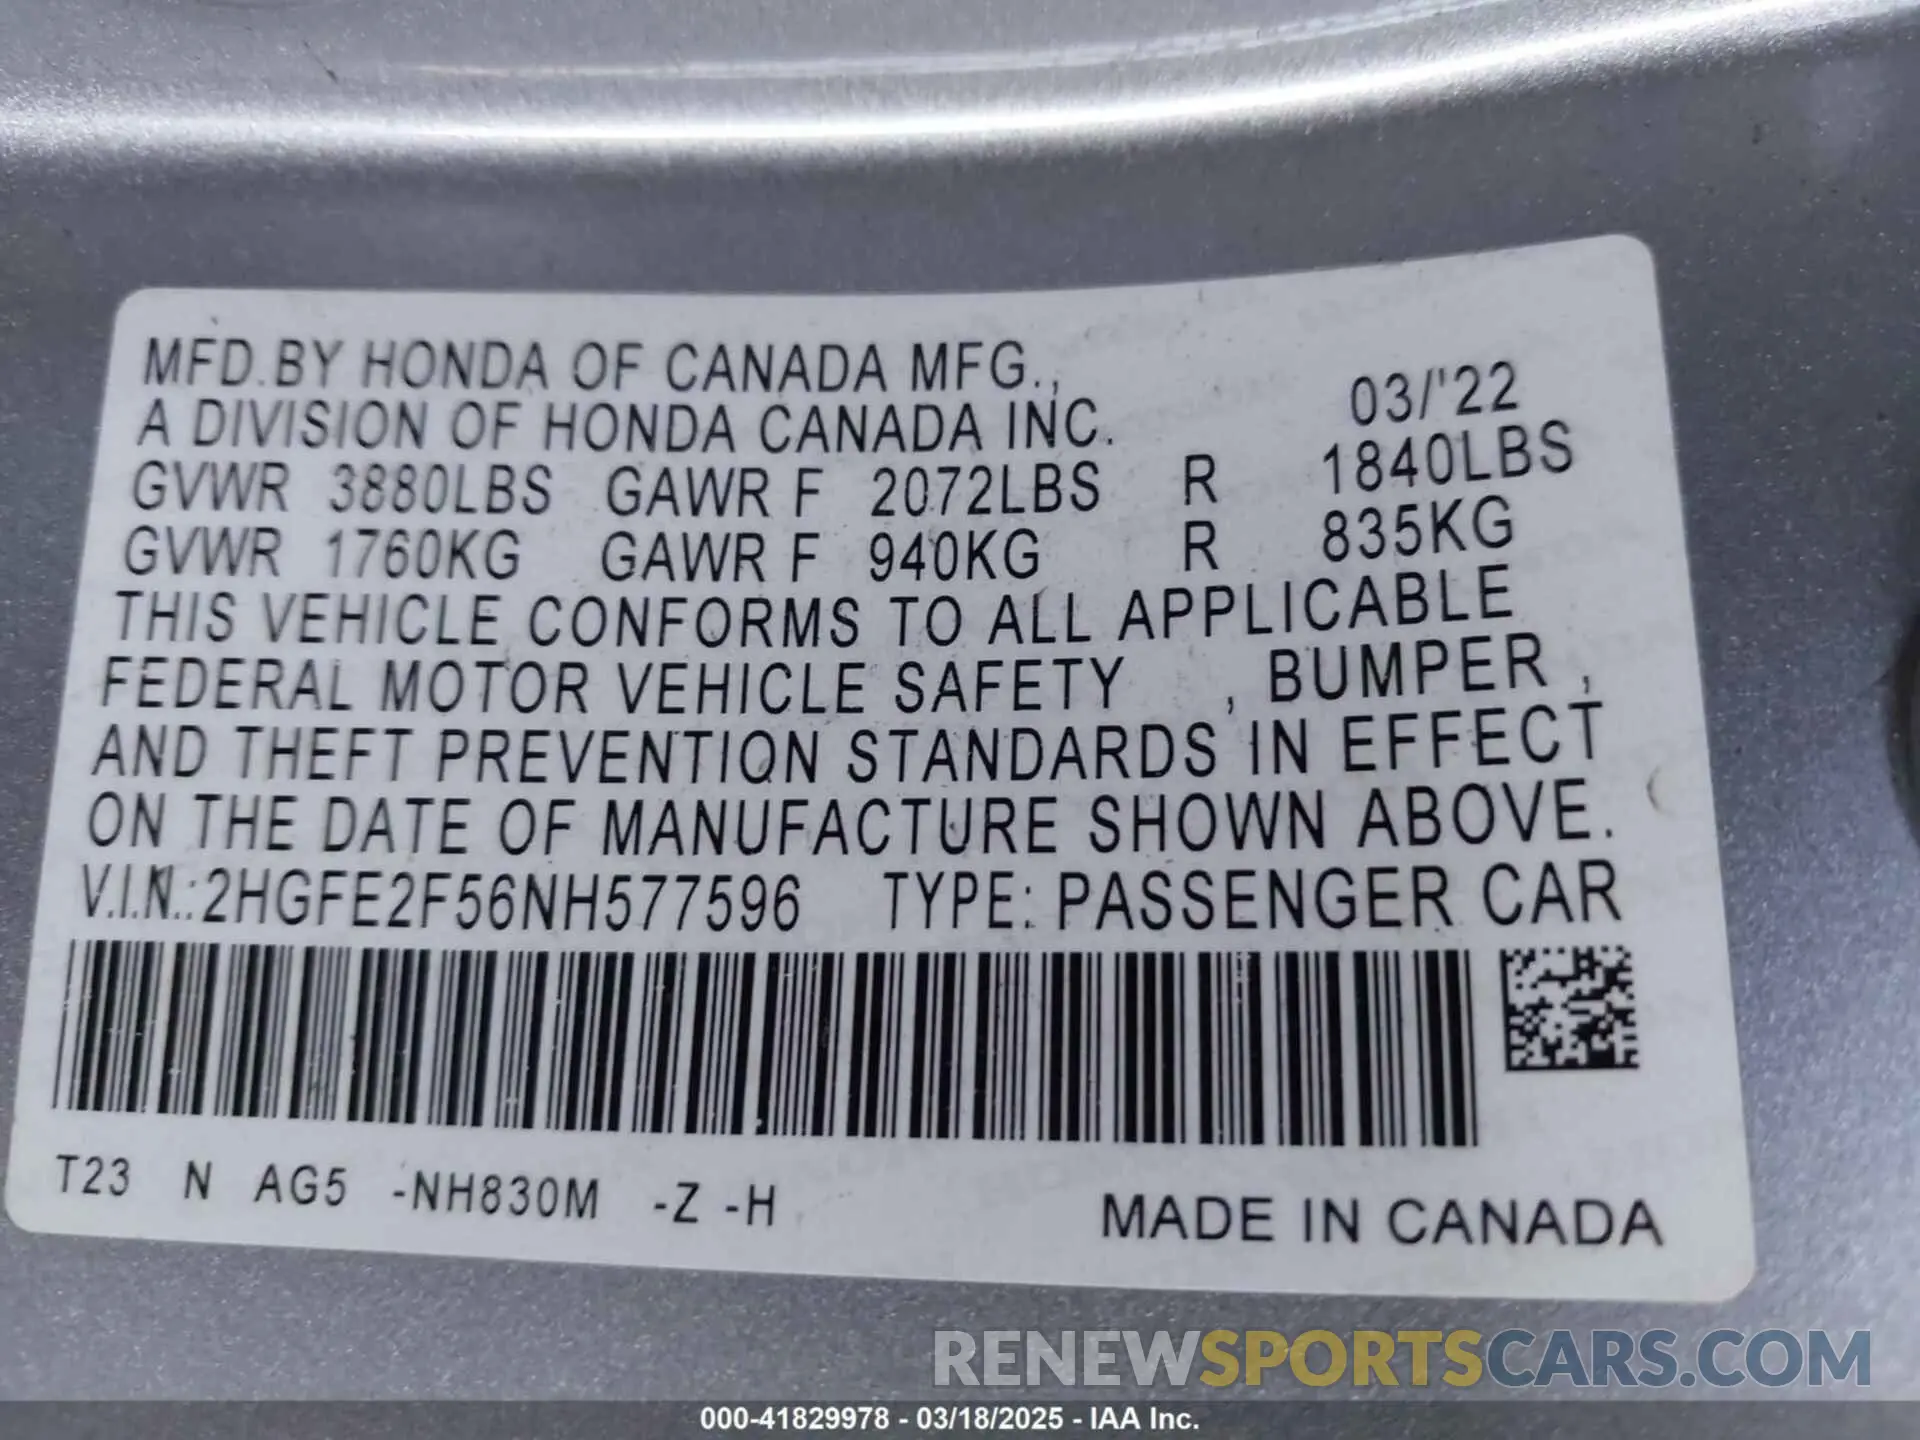 MFD.BY HONDA OF CANADA MFG.,
A DIVISION OF HONDA CANADA INC. 03/'22
GVWR 3880LBS GAWR F 2072LBS R 1840LBS
GVWR 1760KG GAWR F 940KG R 835KG
THIS VEHICLE CONFORMS TO ALL APPLICABLE
FEDERAL MOTOR VEHICLE SAFETY , BUMPER ,
AND THEFT PREVENTION STANDARDS IN EFFECT
ON THE DATE OF MANUFACTURE SHOWN ABOVE.
V.I.N.:2HGFE2F56NH577596 TYPE: PASSENGER CAR
T23 N AG5 -NH830M -Z -H
MADE IN CANADA
RENEWSPORTSCARS.COM
000-41829978 - 03/18/2025 - IAA Inc.